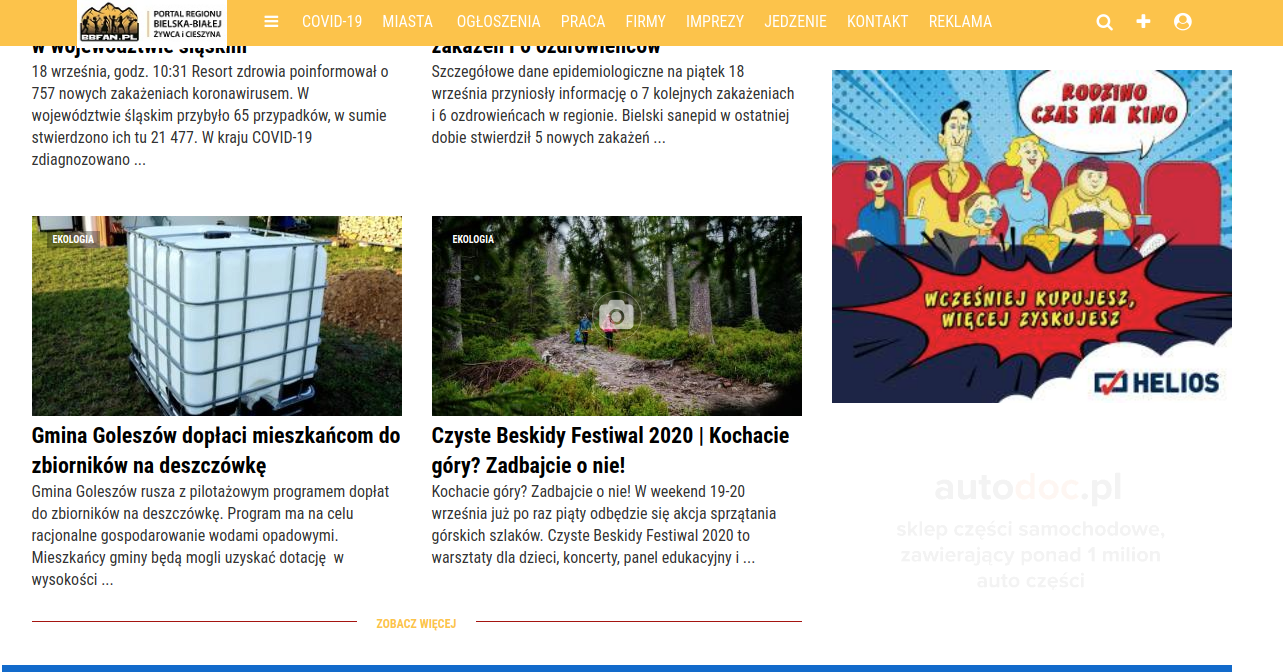 BBFAN.PL
PORTAL REGIONU
BIELSKA-BIAŁEJ
ŻYWCA i CIESZYNA
COVID-19 MIASTA OGŁOSZENIA PRACA FIRMY IMPREZY JEDZENIE KONTAKT REKLAMA
w województwie śląskim
18 września, godz. 10:31 Resort zdrowia poinformował o
757 nowych zakażeniach koronawirusem. W
województwie śląskim przybyło 65 przypadków, w sumie
stwierdzono ich tu 21 477. W kraju COVID-19
zdiagnozowano ...
zakażeń i 6 ozdrowieńców
Szczegółowe dane epidemiologiczne na piątek 18
września przyniosły informację o 7 kolejnych zakażeniach
i 6 ozdrowieńcach w regionie. Bielski sanepid w ostatniej
dobie stwierdził 5 nowych zakażeń ...
EKOLOGIA
Gmina Goleszów dopłaci mieszkańcom do
zbiorników na deszczówkę
Gmina Goleszów rusza z pilotażowym programem dopłat
do zbiorników na deszczówkę. Program ma na celu
racjonalne gospodarowanie wodami opadowymi.
Mieszkańcy gminy będą mogli uzyskać dotację w
wysokości ...
EKOLOGIA
Czyste Beskidy Festiwal 2020 | Kochacie
góry? Zadbajcie o nie!
Kochacie góry? Zadbajcie o nie! W weekend 19-20
września już po raz piąty odbędzie się akcja sprzątania
górskich szlaków. Czyste Beskidy Festiwal 2020 to
warsztaty dla dzieci, koncerty, panel edukacyjny i ...
ZOBACZ WIĘCEJ
RODZINO
CZAS NA KINO
WCZEŚNIEJ KUPUJESZ,
WIĘCEJ ZYSKUJESZ
HELIOS
autodoc.pl
sklep części samochodowe,
zawierający ponad 1 milion
auto części